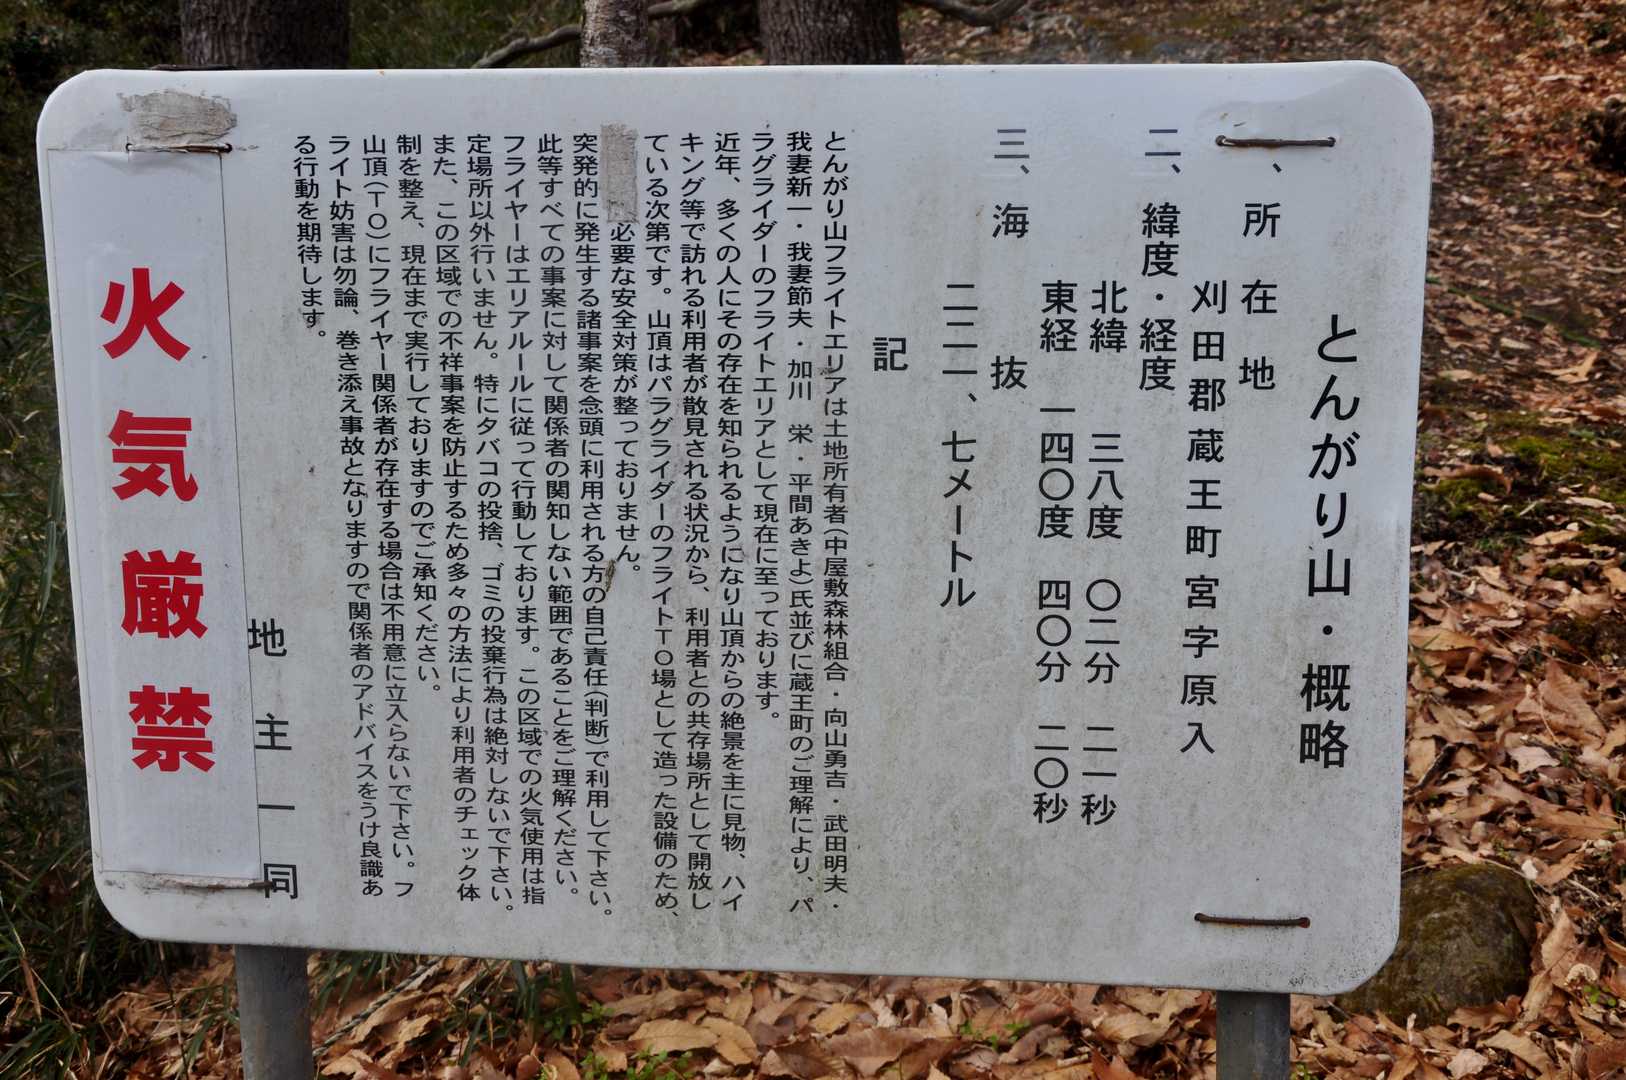 とんがり山・概略
、所在地
刈田郡蔵王町宮字原入
二、緯度・経度
北緯 三八度 〇二分 二一秒
東経 一四〇度 四〇分 二〇秒
三、海抜
二二一、七メートル
記
とんがり山フライトエリアは土地所有者(中屋敷森林組合・向山勇吉・武田明夫・
我妻新一・我妻節夫・加川 栄・平間あきよ)氏並びに蔵王町のご理解により、パ
ラグライダーのフライトエリアとして現在に至っております。
近年、多くの人にその存在を知られるようになり山頂からの絶景を主に見物、ハイ
キング等で訪れる利用者が散見される状況から、利用者との共存場所として開放し
ている次第です。山頂はパラグライダーのフライトTO場として造った設備のため、
必要な安全対策が整っておりません。
突発的に発生する諸事案を念頭に利用される方の自己責任(判断)で利用して下さい。
此等すべての事案に対して関係者の関知しない範囲であることをご理解ください。
フライヤーはエリアルールに従って行動しております。この区域での火気使用は指
定場所以外行いません。特にタバコの投捨、ゴミの投棄行為は絶対しないで下さい。
また、この区域での不祥事案を防止するため多々の方法により利用者のチェック体
制を整え、現在まで実行しておりますのでご承知ください。
山頂(TO)にフライヤー関係者が存在する場合は不用意に立入らないで下さい。フ
ライト妨害は勿論、巻き添え事故となりますので関係者のアドバイスをうけ良識あ
る行動を期待します。
地主一同
火気厳禁